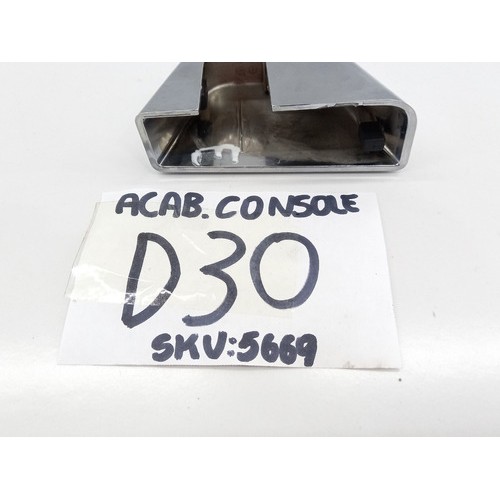 ACAB. CONSOLE
D30
SKU:5669